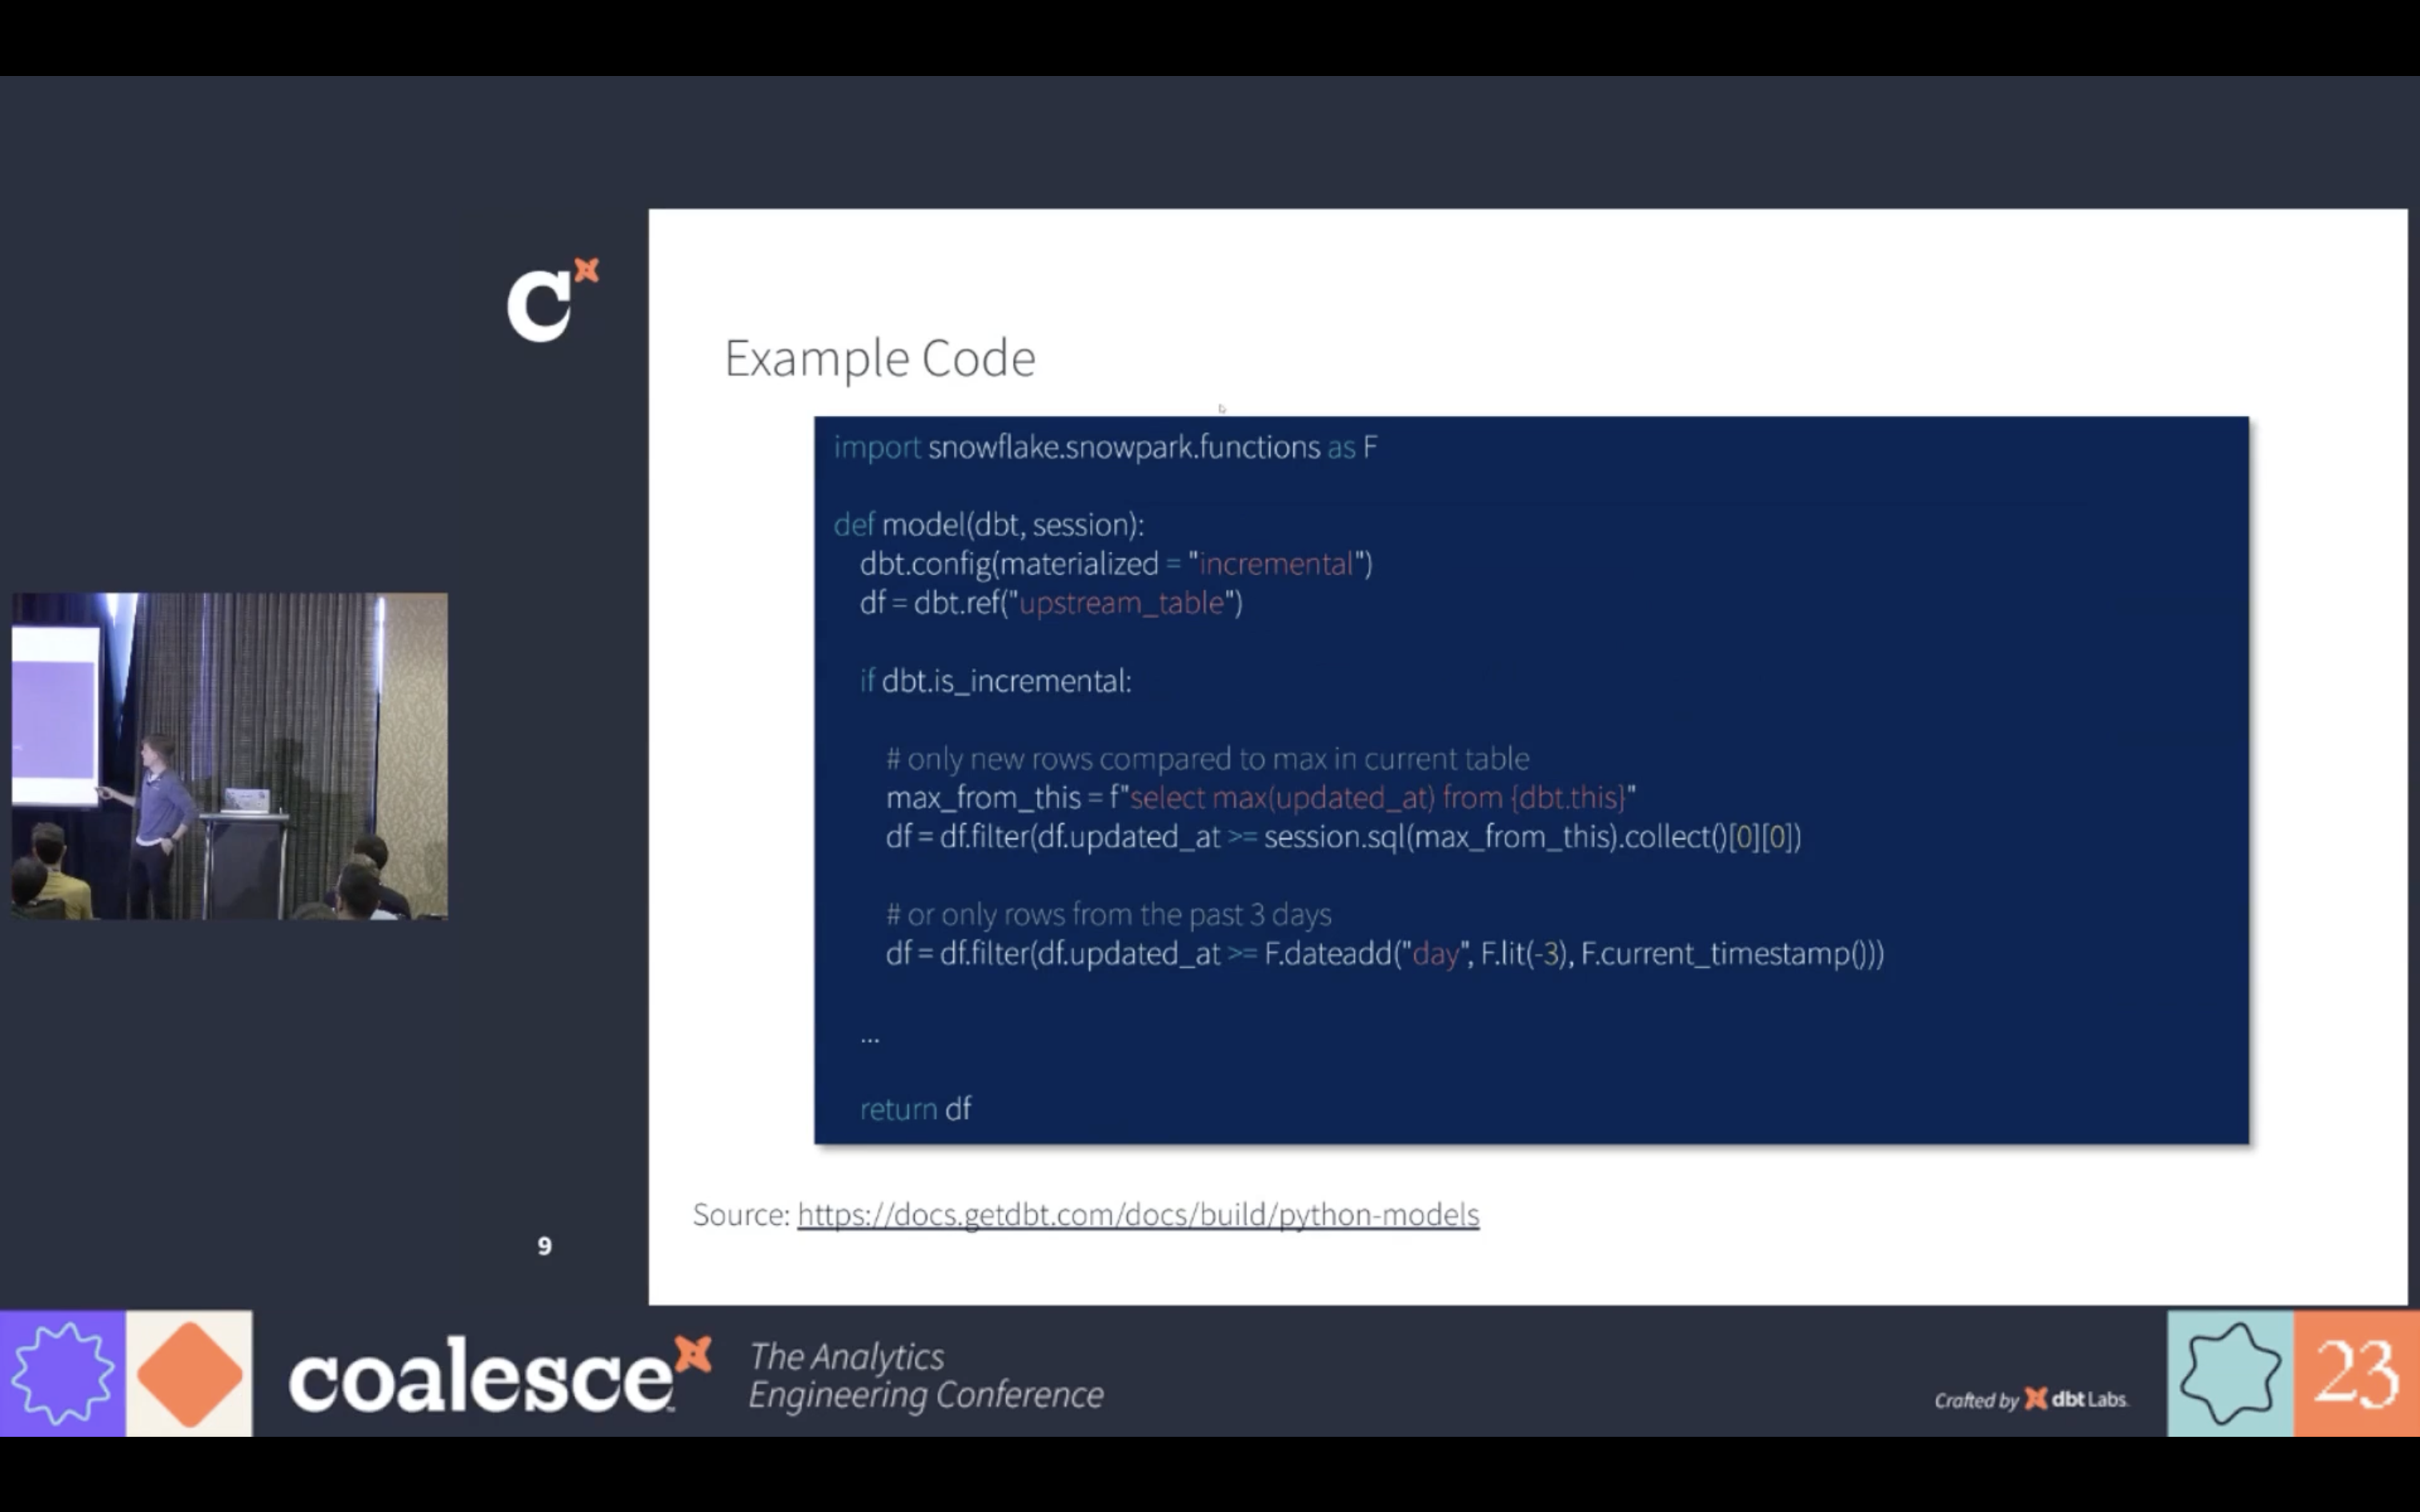 C
Example Code
import snowflake.snowpark.functions as F
def model(dbt, session):
dbt.config(materialized = "incremental")
df = dbt.ref("upstream_table")
if dbt.is_incremental:
# only new rows compared to max in current table
max_from_this = f"select max(updated_at) from {dbt.this}"
df = df.filter(df.updated_at >= session.sql(max_from_this).collect()[0][0])
# or only rows from the past 3 days
df = df.filter(df.updated_at >= F.dateadd("day", F.lit(-3), F.current_timestamp()))
...
return df
Source: https://docs.getdbt.com/docs/build/python-models
9
coalesce
The Analytics
Engineering Conference
Crafted by dbt Labs
23